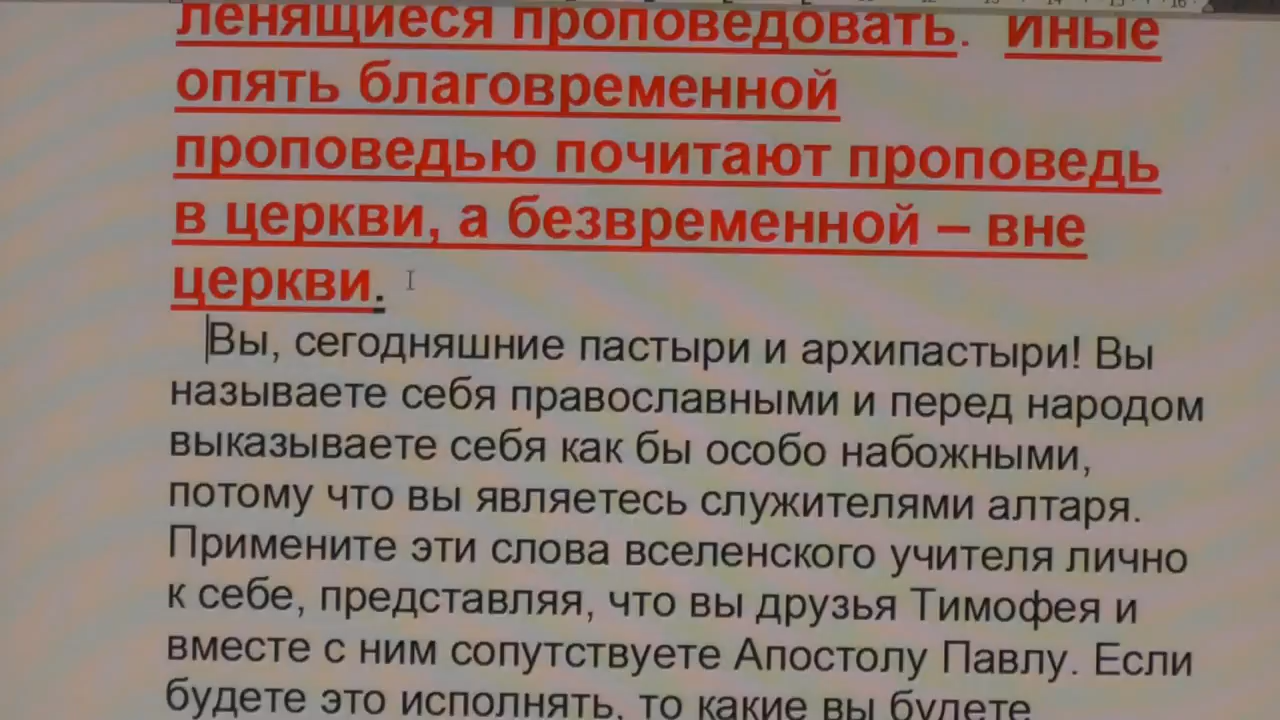 ленящиеся проповедовать. Иные
опять благовременной
проповедью почитают проповедь
в церкви, а безвременной – вне
церкви.
Вы, сегодняшние пастыри и архипастыри! Вы
называете себя православными и перед народом
выказываете себя как бы особо набожными,
потому что вы являетесь служителями алтаря.
Примените эти слова вселенского учителя лично
к себе, представляя, что вы друзья Тимофея и
вместе с ним сопутствуете Апостолу Павлу. Если
будете это исполнять, то какие вы будете